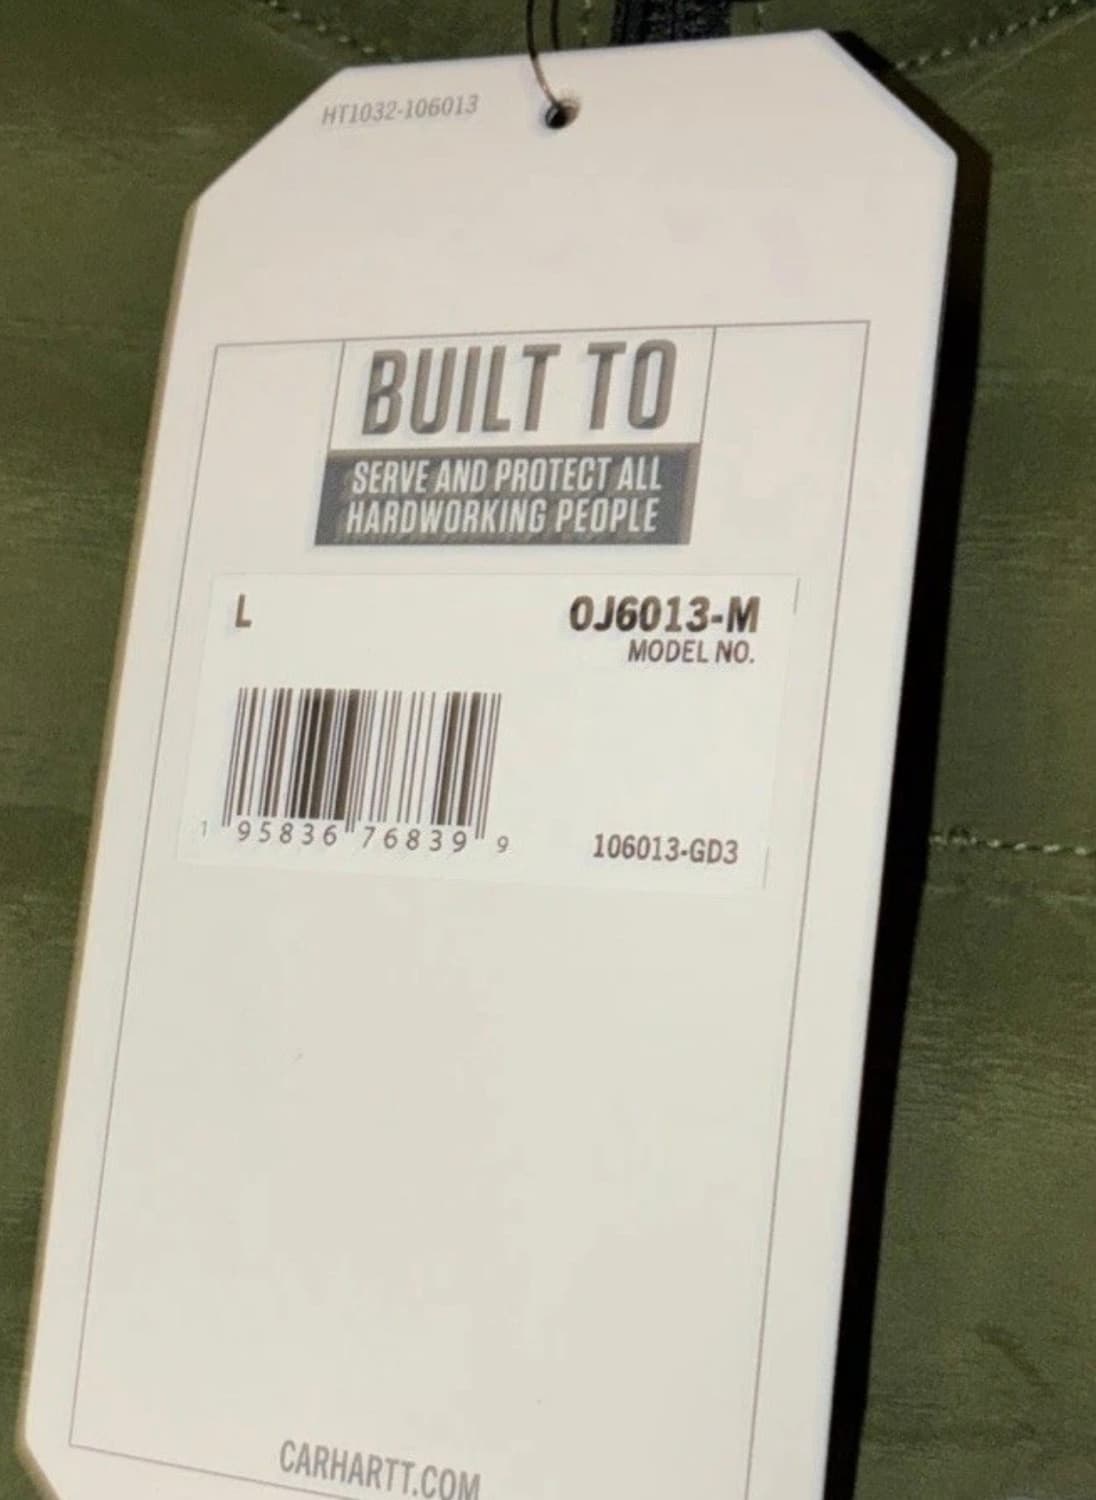 HT1032-106013
BUILT TO
SERVE AND PROTECT ALL
HARDWORKING PEOPLE
L
OJ6013-M
MODEL NO.
1 95836 76839 9
106013-GD3
CARHARTT.COM